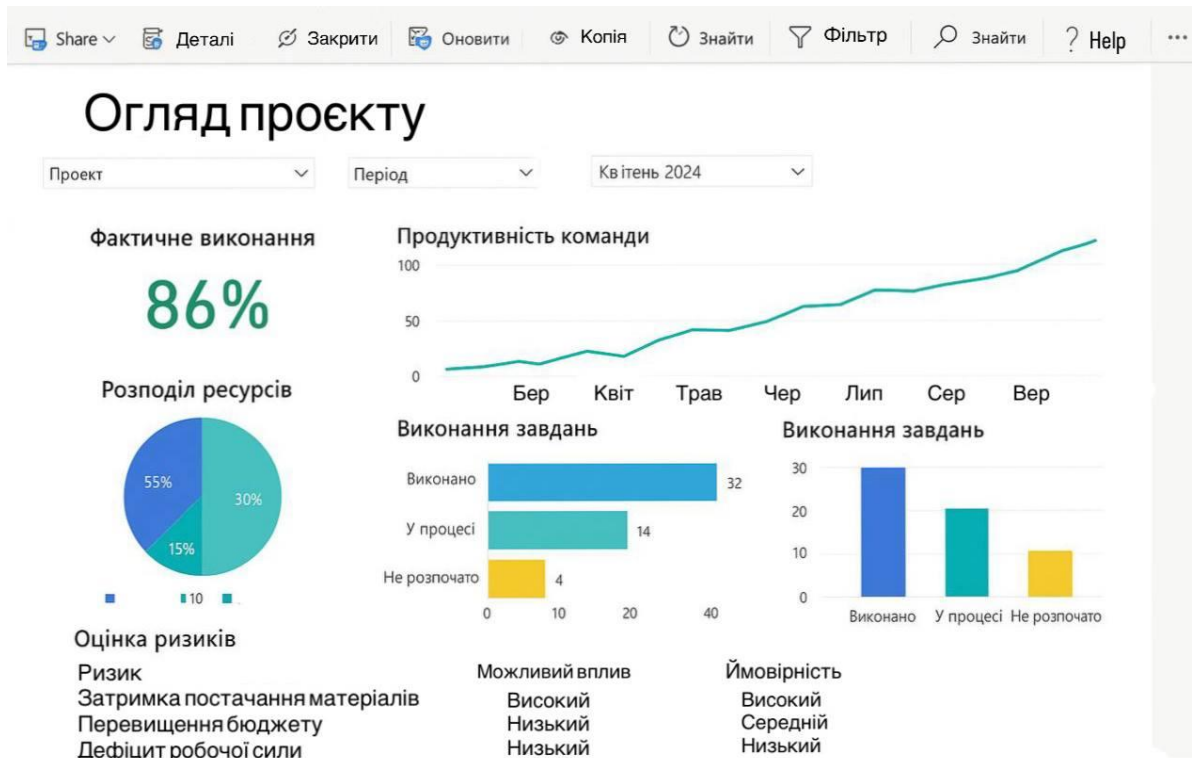 Share Деталі Закрити Оновити Копія Знайти Фільтр Знайти Help ...
Огляд проєкту
Проект Період Квітень 2024
Фактичне виконання
86%
Продуктивність команди
100
50
0
Бер Квіт Трав Чер Лип Сер Вер
Розподіл ресурсів
55%
30%
15%
10
Виконання завдань
Виконано 32
У процесі 14
Не розпочато 4
0 10 20 40
Виконання завдань
30
20
10
0
Виконано У процесі Не розпочато
Оцінка ризиків
Ризик Можливий вплив Ймовірність
Затримка постачання матеріалів Високий Високий
Перевищення бюджету Низький Середній
Дефіцит робочої сили Низький Низький